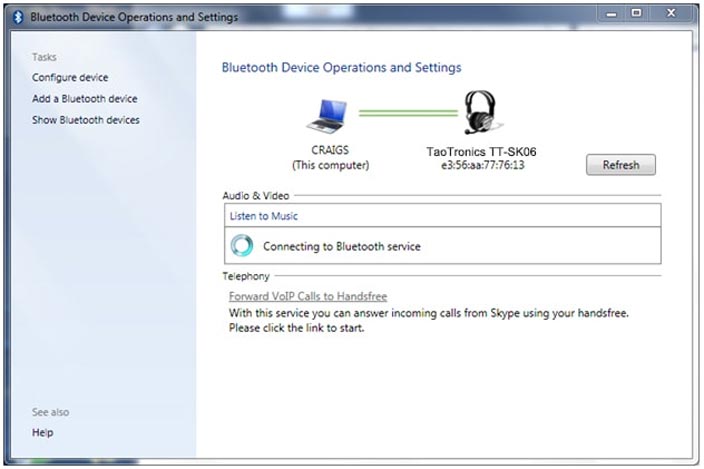 Bluetooth Device Operations and Settings
Tasks
Configure device
Add a Bluetooth device
Show Bluetooth devices
See also
Help
Bluetooth Device Operations and Settings
CRAIGS
(This computer)
TaoTronics TT-SK06
e3:56:aa:77:76:13
Refresh
Audio & Video
Listen to Music
Connecting to Bluetooth service
Telephony
Forward VoIP Calls to Handsfree
With this service you can answer incoming calls from Skype using your handsfree.
Please click the link to start.